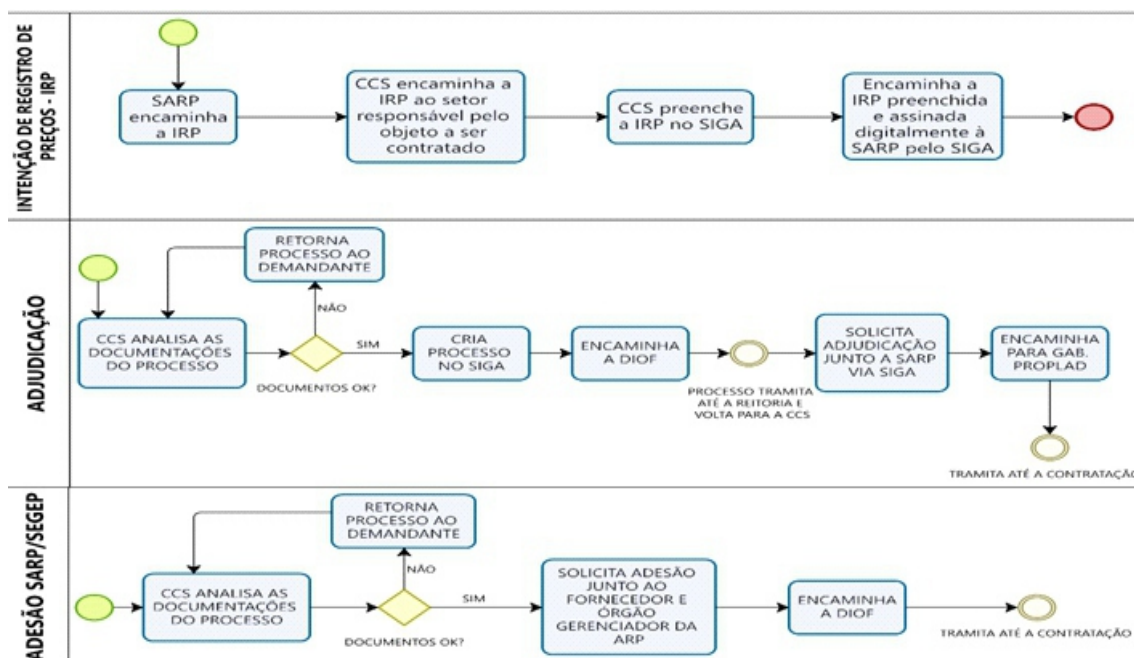 INTENÇÃO DE REGISTRO DE
PREÇOS - IRP
SARP
encaminha
a IRP
CCS encaminha a
IRP ao setor
responsável pelo
objeto a ser
contratado
CCS preenche
a IRP no SIGA
Encaminha a
IRP preenchida
e assinada
digitalmente à
SARP pelo SIGA
ADJUDICAÇÃO
RETORNA
PROCESSO AO
DEMANDANTE
NÃO
CCS ANALISA AS
DOCUMENTAÇÕES
DO PROCESSO
DOCUMENTOS OK?
SIM
CRIA
PROCESSO
NO SIGA
ENCAMINHA
A DIOF
PROCESSO TRAMITA
ATÉ A REITORIA E
VOLTA PARA A CCS
SOLICITA
ADJUDICAÇÃO
JUNTO A SARP
VIA SIGA
ENCAMINHA
PARA GAB.
PROPLAD
TRAMITA ATÉ A CONTRATAÇÃO
ADESÃO SARP/SEGEP
RETORNA
PROCESSO AO
DEMANDANTE
NÃO
CCS ANALISA AS
DOCUMENTAÇÕES
DO PROCESSO
DOCUMENTOS OK?
SIM
SOLICITA ADESÃO
JUNTO AO
FORNECEDOR E
ÓRGÃO
GERENCIADOR DA
ARP
ENCAMINHA
A DIOF
TRAMITA ATÉ A CONTRATAÇÃO